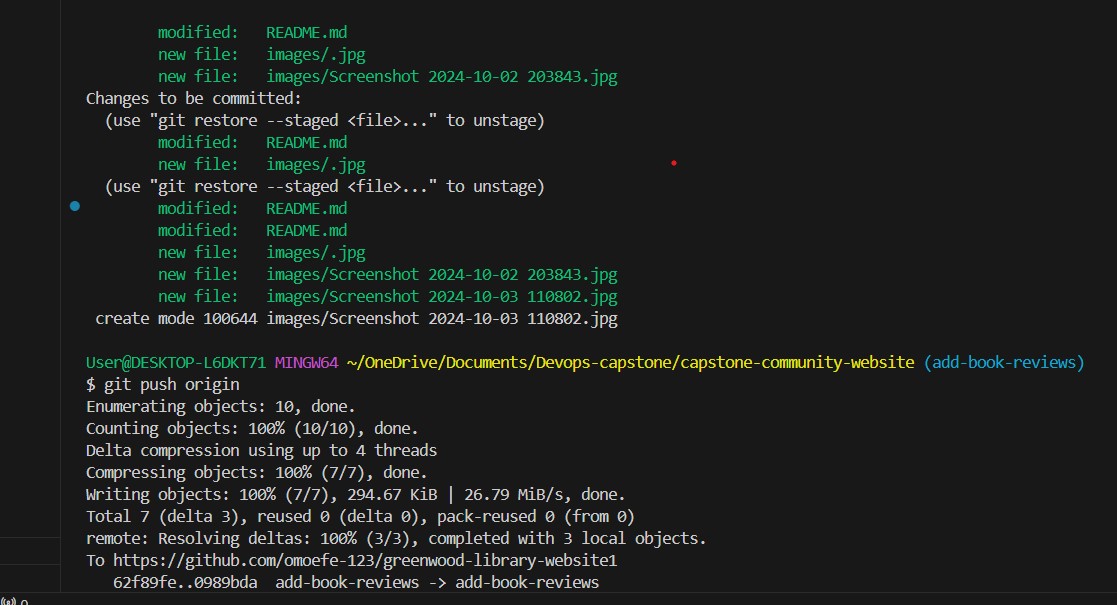 modified:   README.md
new file:   images/.jpg
new file:   images/Screenshot 2024-10-02 203843.jpg
Changes to be committed:
(use "git restore --staged <file>..." to unstage)
modified:   README.md
new file:   images/.jpg
(use "git restore --staged <file>..." to unstage)
modified:   README.md
modified:   README.md
new file:   images/.jpg
new file:   images/Screenshot 2024-10-02 203843.jpg
new file:   images/Screenshot 2024-10-03 110802.jpg
create mode 100644 images/Screenshot 2024-10-03 110802.jpg
User@DESKTOP-L6DKT71 MINGW64 ~/OneDrive/Documents/Devops-capstone/capstone-community-website (add-book-reviews)
$ git push origin
Enumerating objects: 10, done.
Counting objects: 100% (10/10), done.
Delta compression using up to 4 threads
Compressing objects: 100% (7/7), done.
Writing objects: 100% (7/7), 294.67 KiB | 26.79 MiB/s, done.
Total 7 (delta 3), reused 0 (delta 0), pack-reused 0 (from 0)
remote: Resolving deltas: 100% (3/3), completed with 3 local objects.
To https://github.com/omoefe-123/greenwood-library-website1
62f89fe..0989bda  add-book-reviews -> add-book-reviews